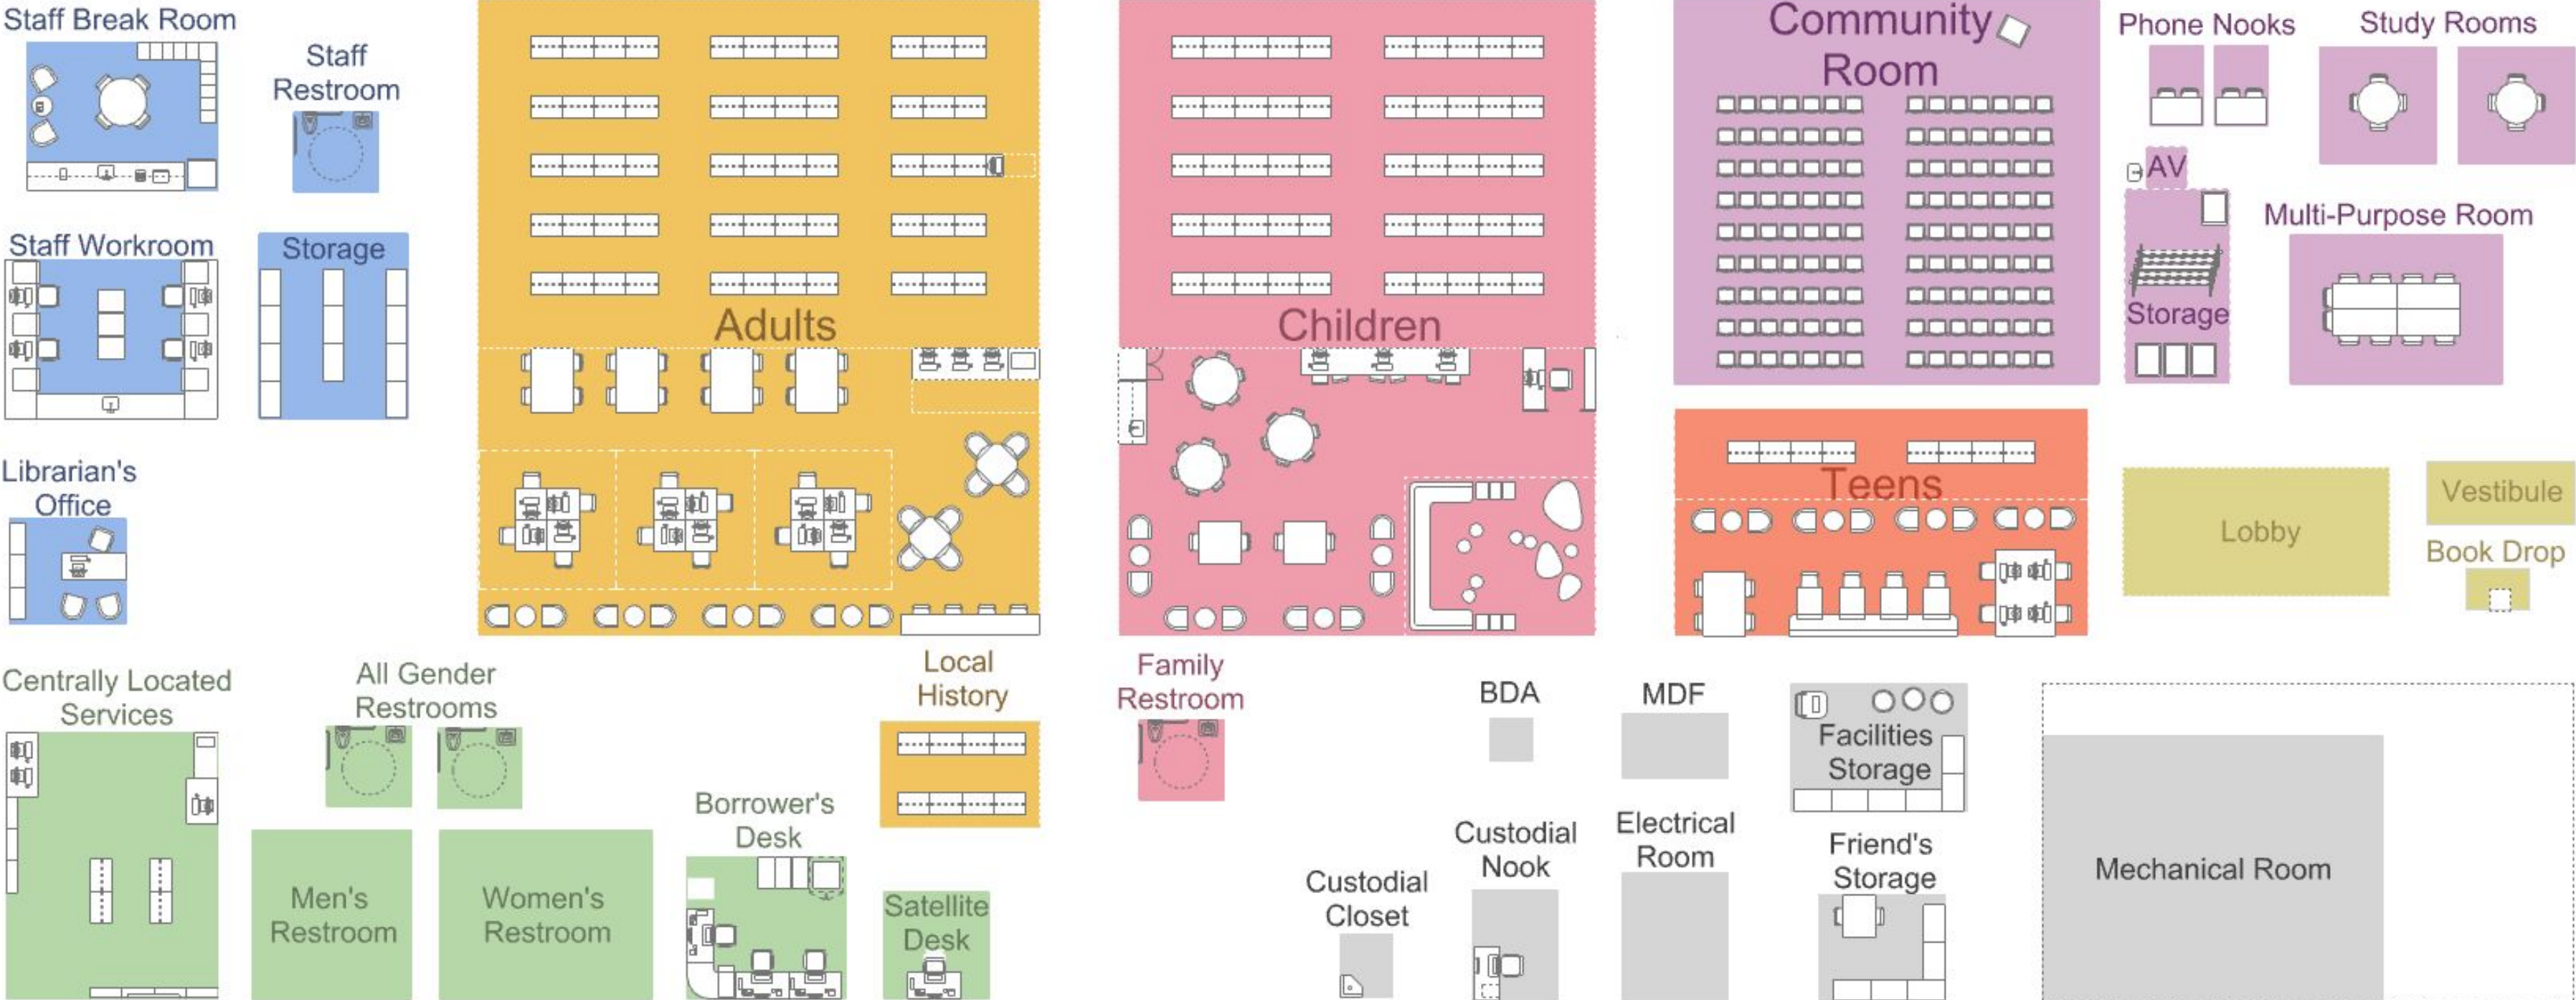 Staff Break Room
Staff
Restroom
Staff Workroom
Storage
Librarian's
Office
Adults
Children
Community
Room
Phone Nooks
Study Rooms
AV
Storage
Multi-Purpose Room
Teens
Lobby
Vestibule
Book Drop
Centrally Located
Services
All Gender
Restrooms
Men's
Restroom
Women's
Restroom
Borrower's
Desk
Local
History
Satellite
Desk
Family
Restroom
BDA
MDF
Custodial
Closet
Custodial
Nook
Electrical
Room
Facilities
Storage
Friend's
Storage
Mechanical Room